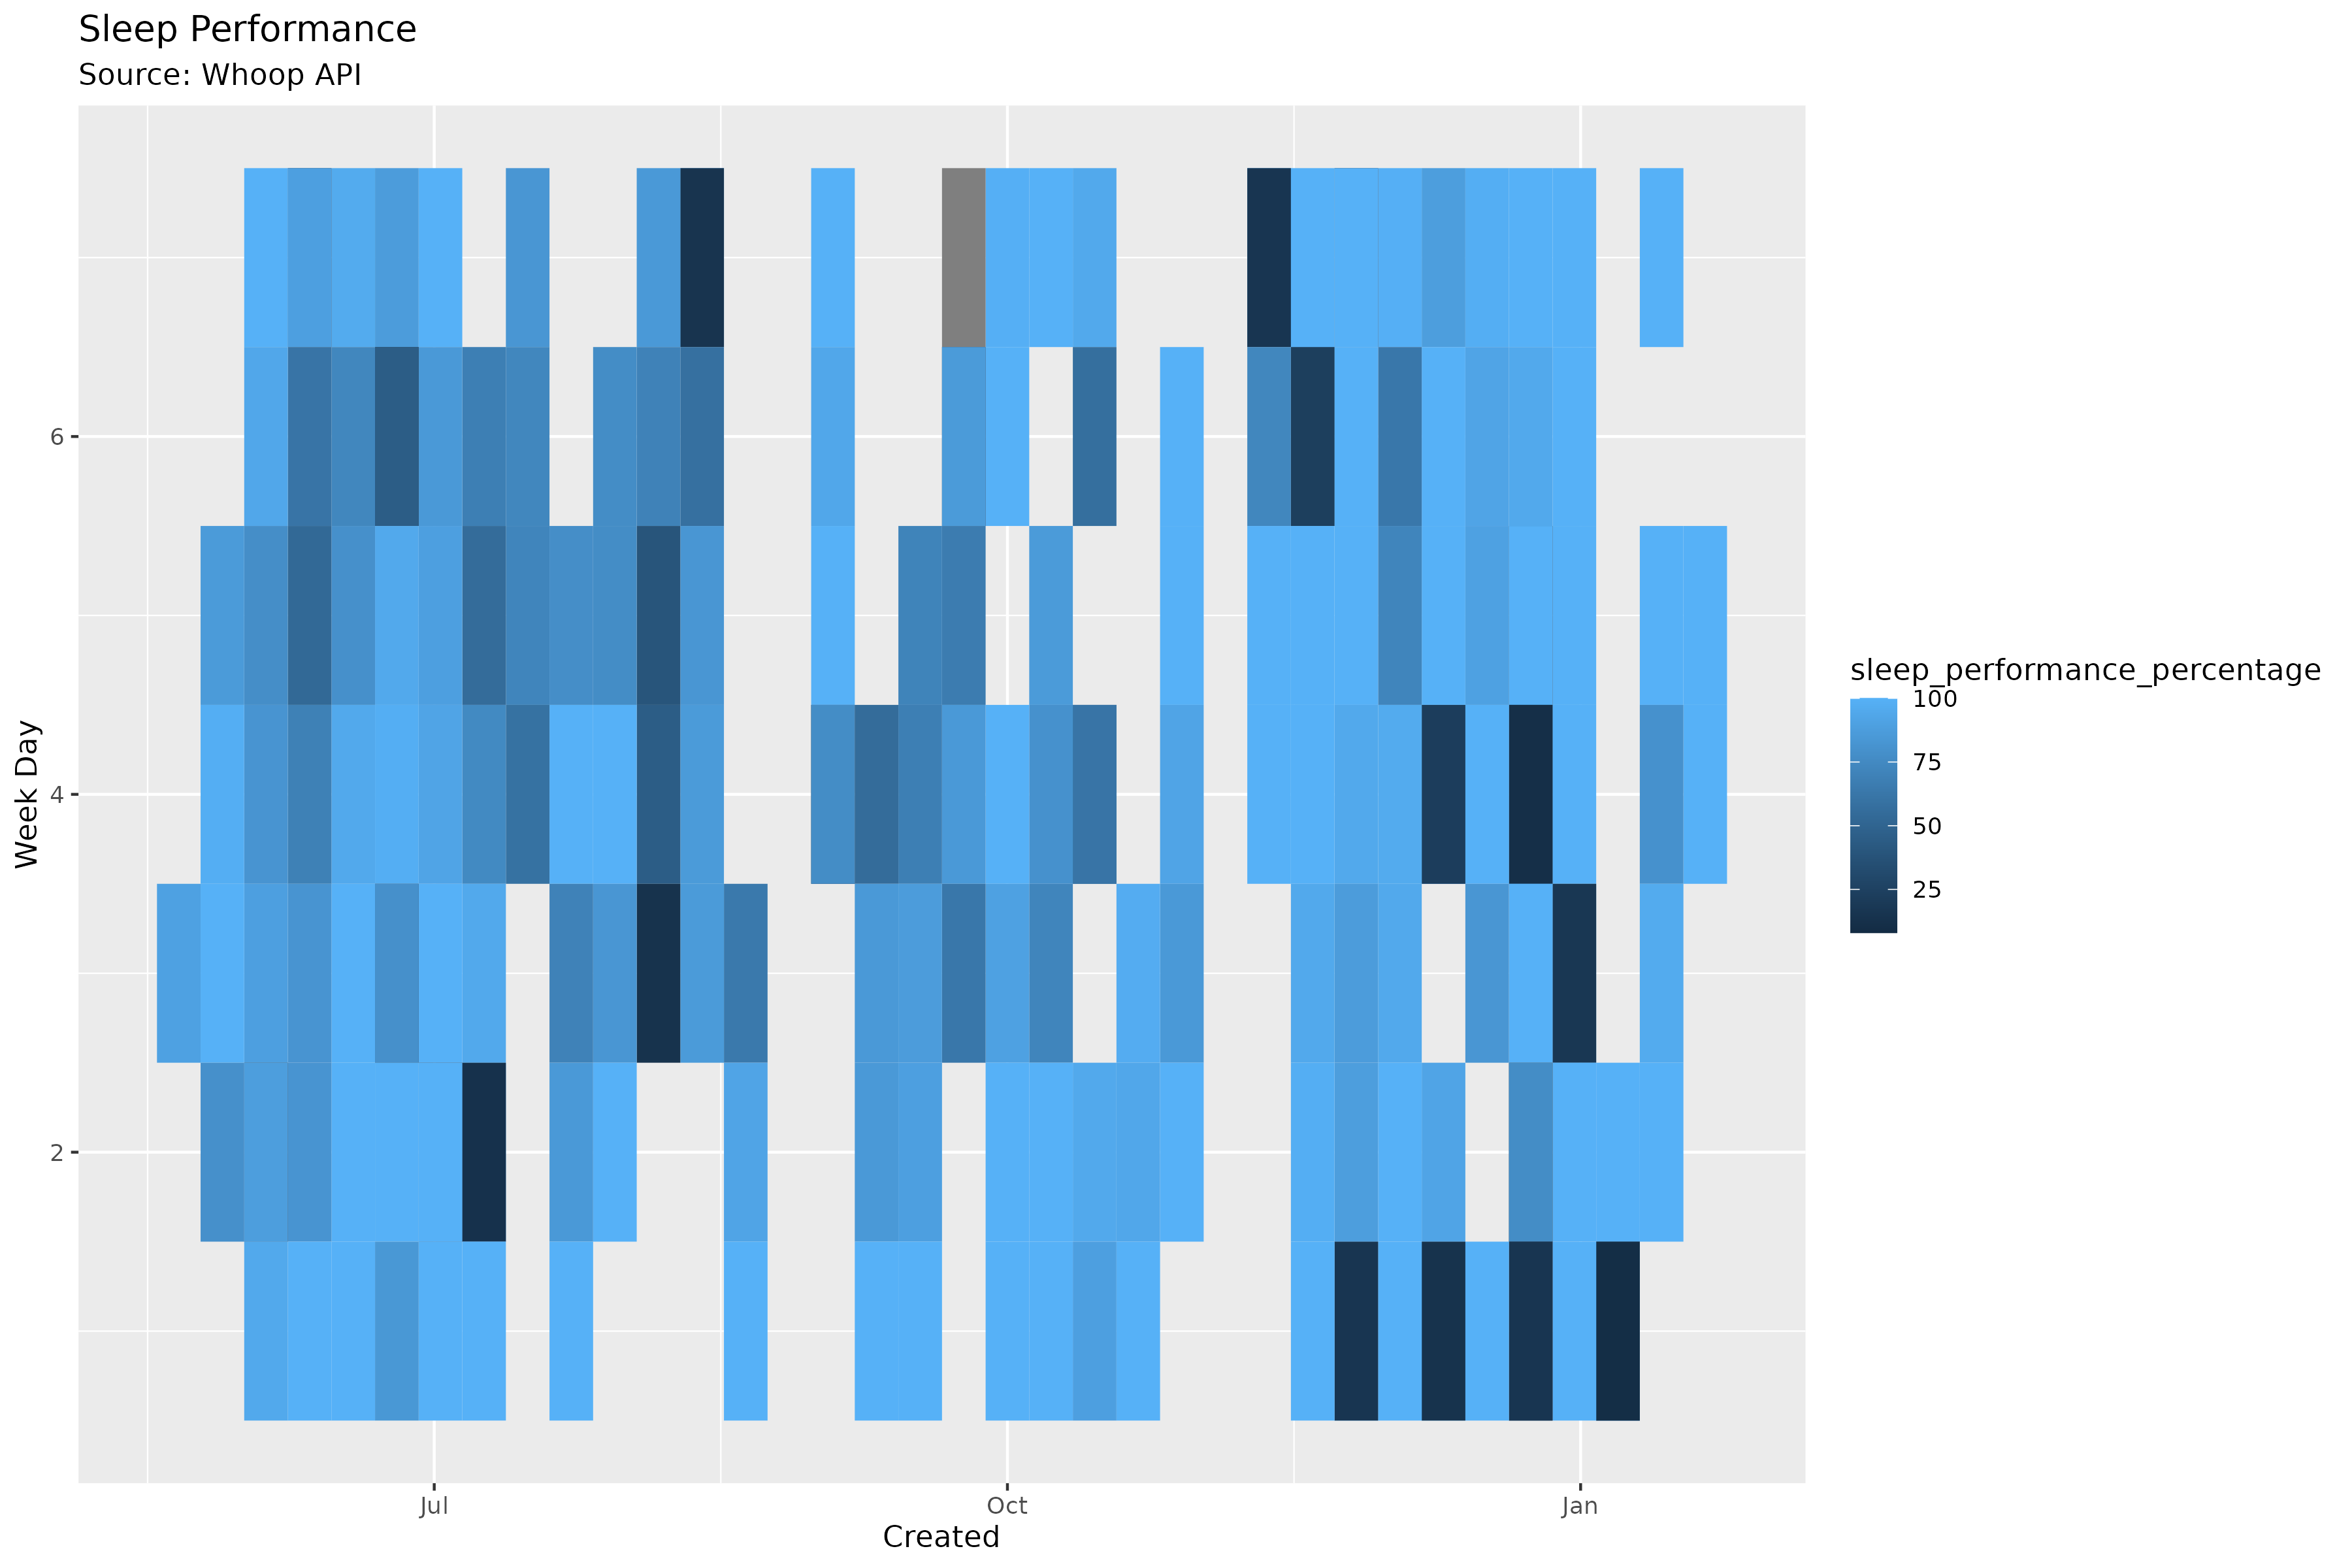 Sleep Performance
Source: Whoop API
Week Day
6
4
2
Jul
Oct
Jan
Created
sleep_performance_percentage
100
75
50
25